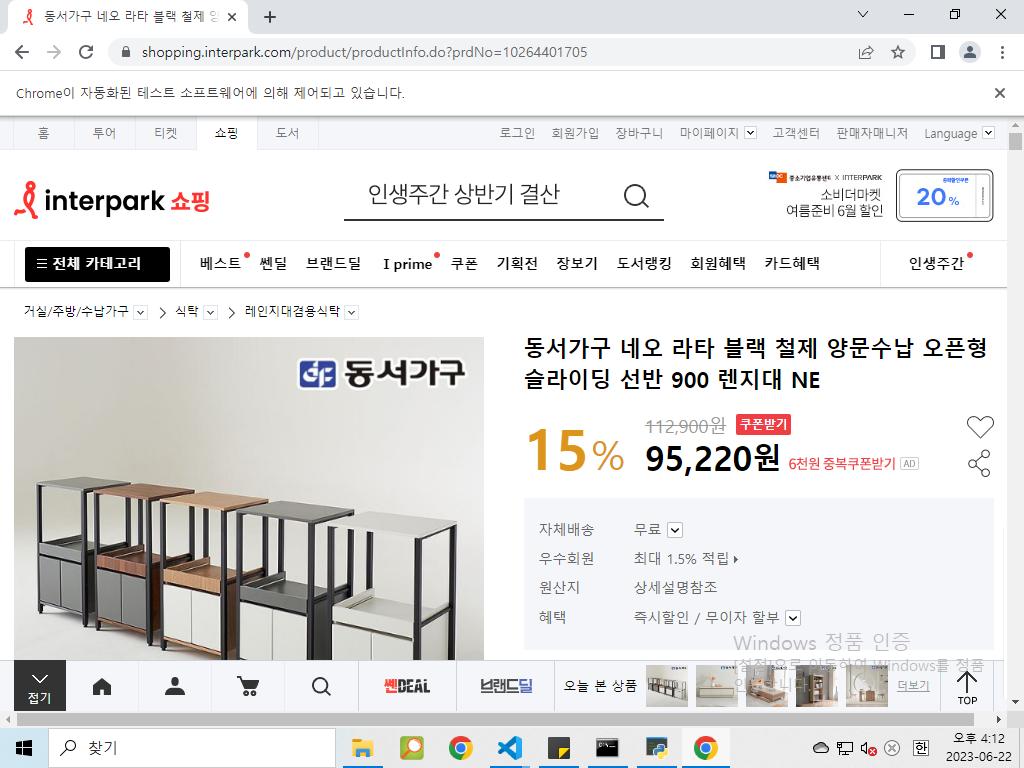 동서가구 네오 라타 블랙 철제 양
shopping.interpark.com/product/productInfo.do?prdNo=10264401705
Chrome이 자동화된 테스트 소프트웨어에 의해 제어되고 있습니다.
홈 투어 티켓 쇼핑 도서 로그인 회원가입 장바구니 마이페이지 고객센터 판매자매니저 Language
interpark 쇼핑
인생주간 상반기 결산
중소기업유통센터 X INTERPARK
소비더마켓
여름준비 6월 할인
중복할인쿠폰
20%
전체 카테고리 베스트 쎈딜 브랜드딜 I prime 쿠폰 기획전 장보기 도서랭킹 회원혜택 카드혜택 인생주간
거실/주방/수납가구 > 식탁 > 레인지대겸용식탁
동서가구
동서가구 네오 라타 블랙 철제 양문수납 오픈형
슬라이딩 선반 900 렌지대 NE
15%
112,900원 쿠폰받기
95,220원 6천원 중복쿠폰받기 AD
자체배송 무료
우수회원 최대 1.5% 적립
원산지 상세설명참조
혜택 즉시할인 / 무이자 할부
Windows 정품 인증
[설정]으로 이동하여 Windows를 정품
인증합니다.
접기
쎈DEAL
브랜드딜
오늘 본 상품
더보기
TOP
찾기
한
오후 4:12
2023-06-22